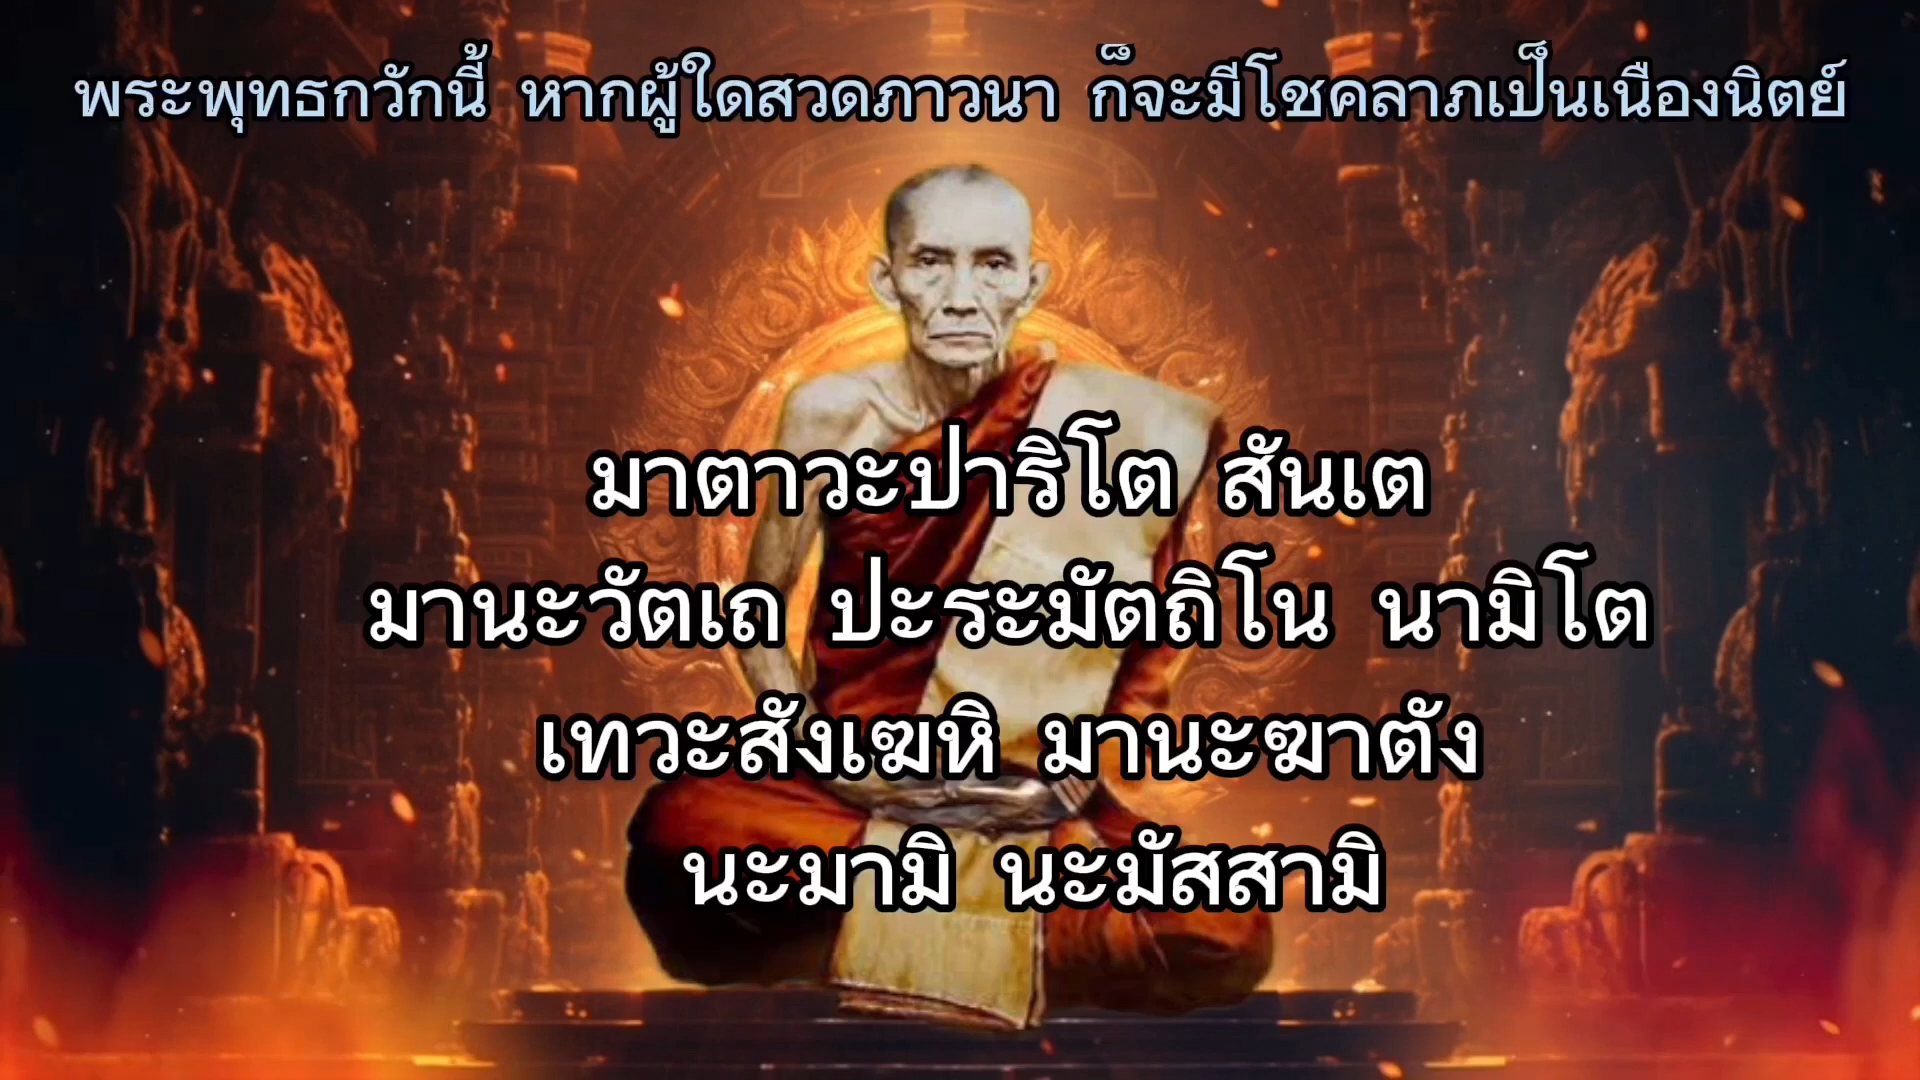 พระพุทธกวักนี้ หากผู้ใดสวดภาวนา ก็จะมีโชคลาภเป็นเนืองนิตย์
มาตาวะปาริโต สันเต
มานะวัตเถ ปะระมัตถิโน นามิโต
เทวะสังเฆหิ มานะฆาตัง
นะมามิ นะมัสสามิ